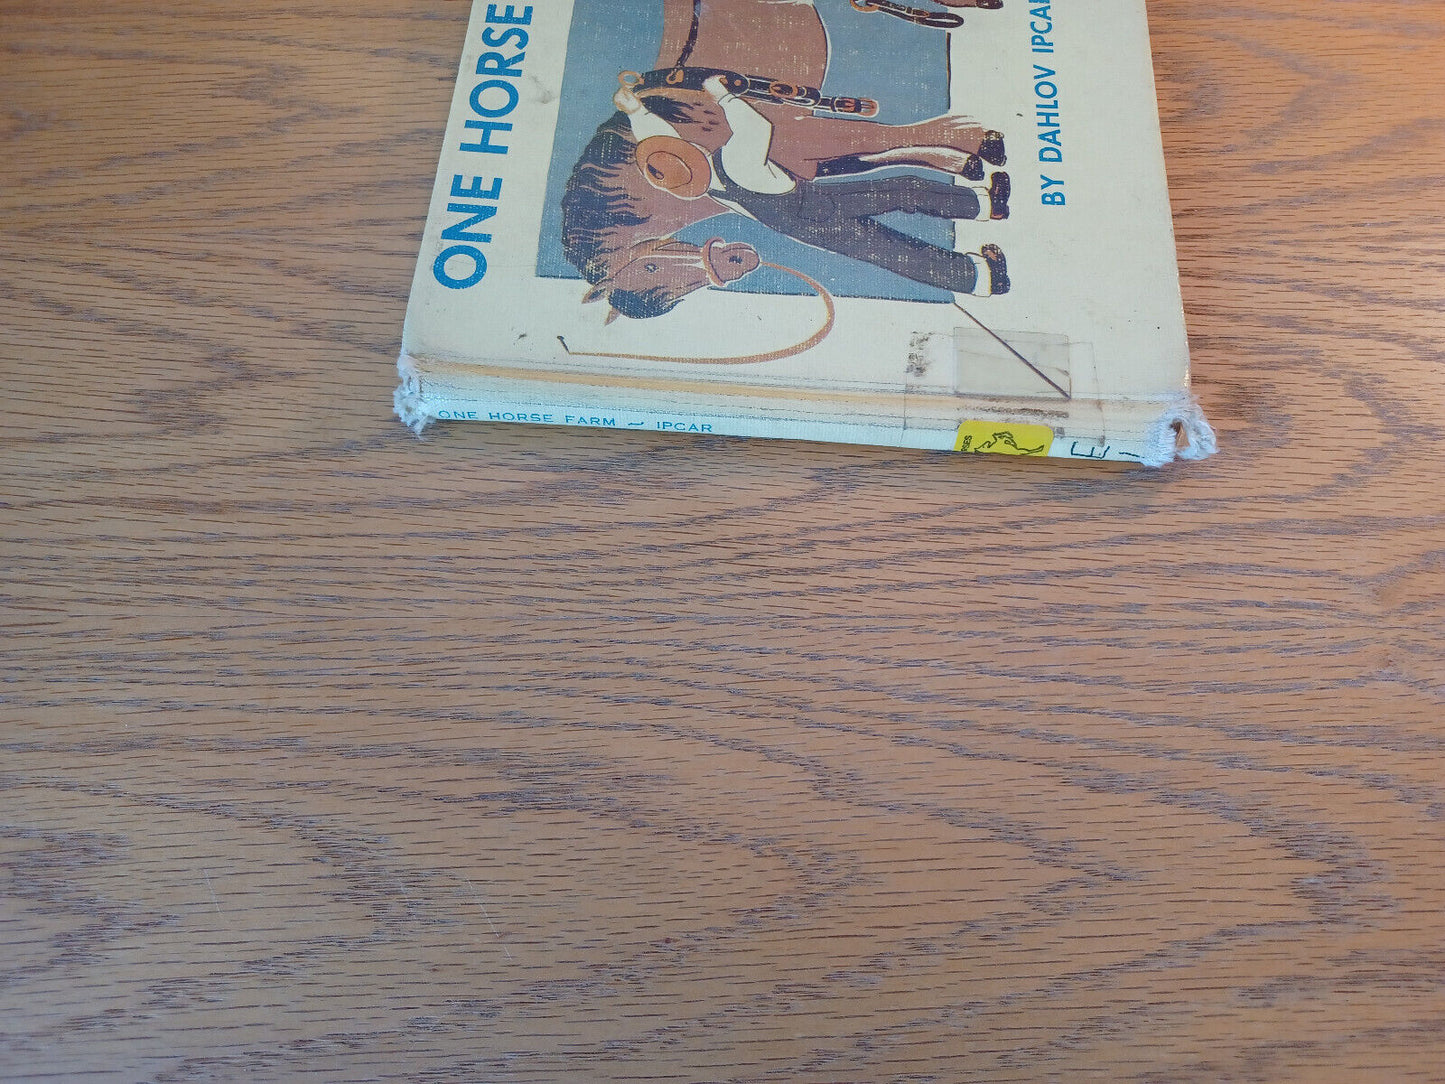 ONE HORSE
BY DAHLOV IPCAR
ONE HORSE FARM ~ IPCAR
E